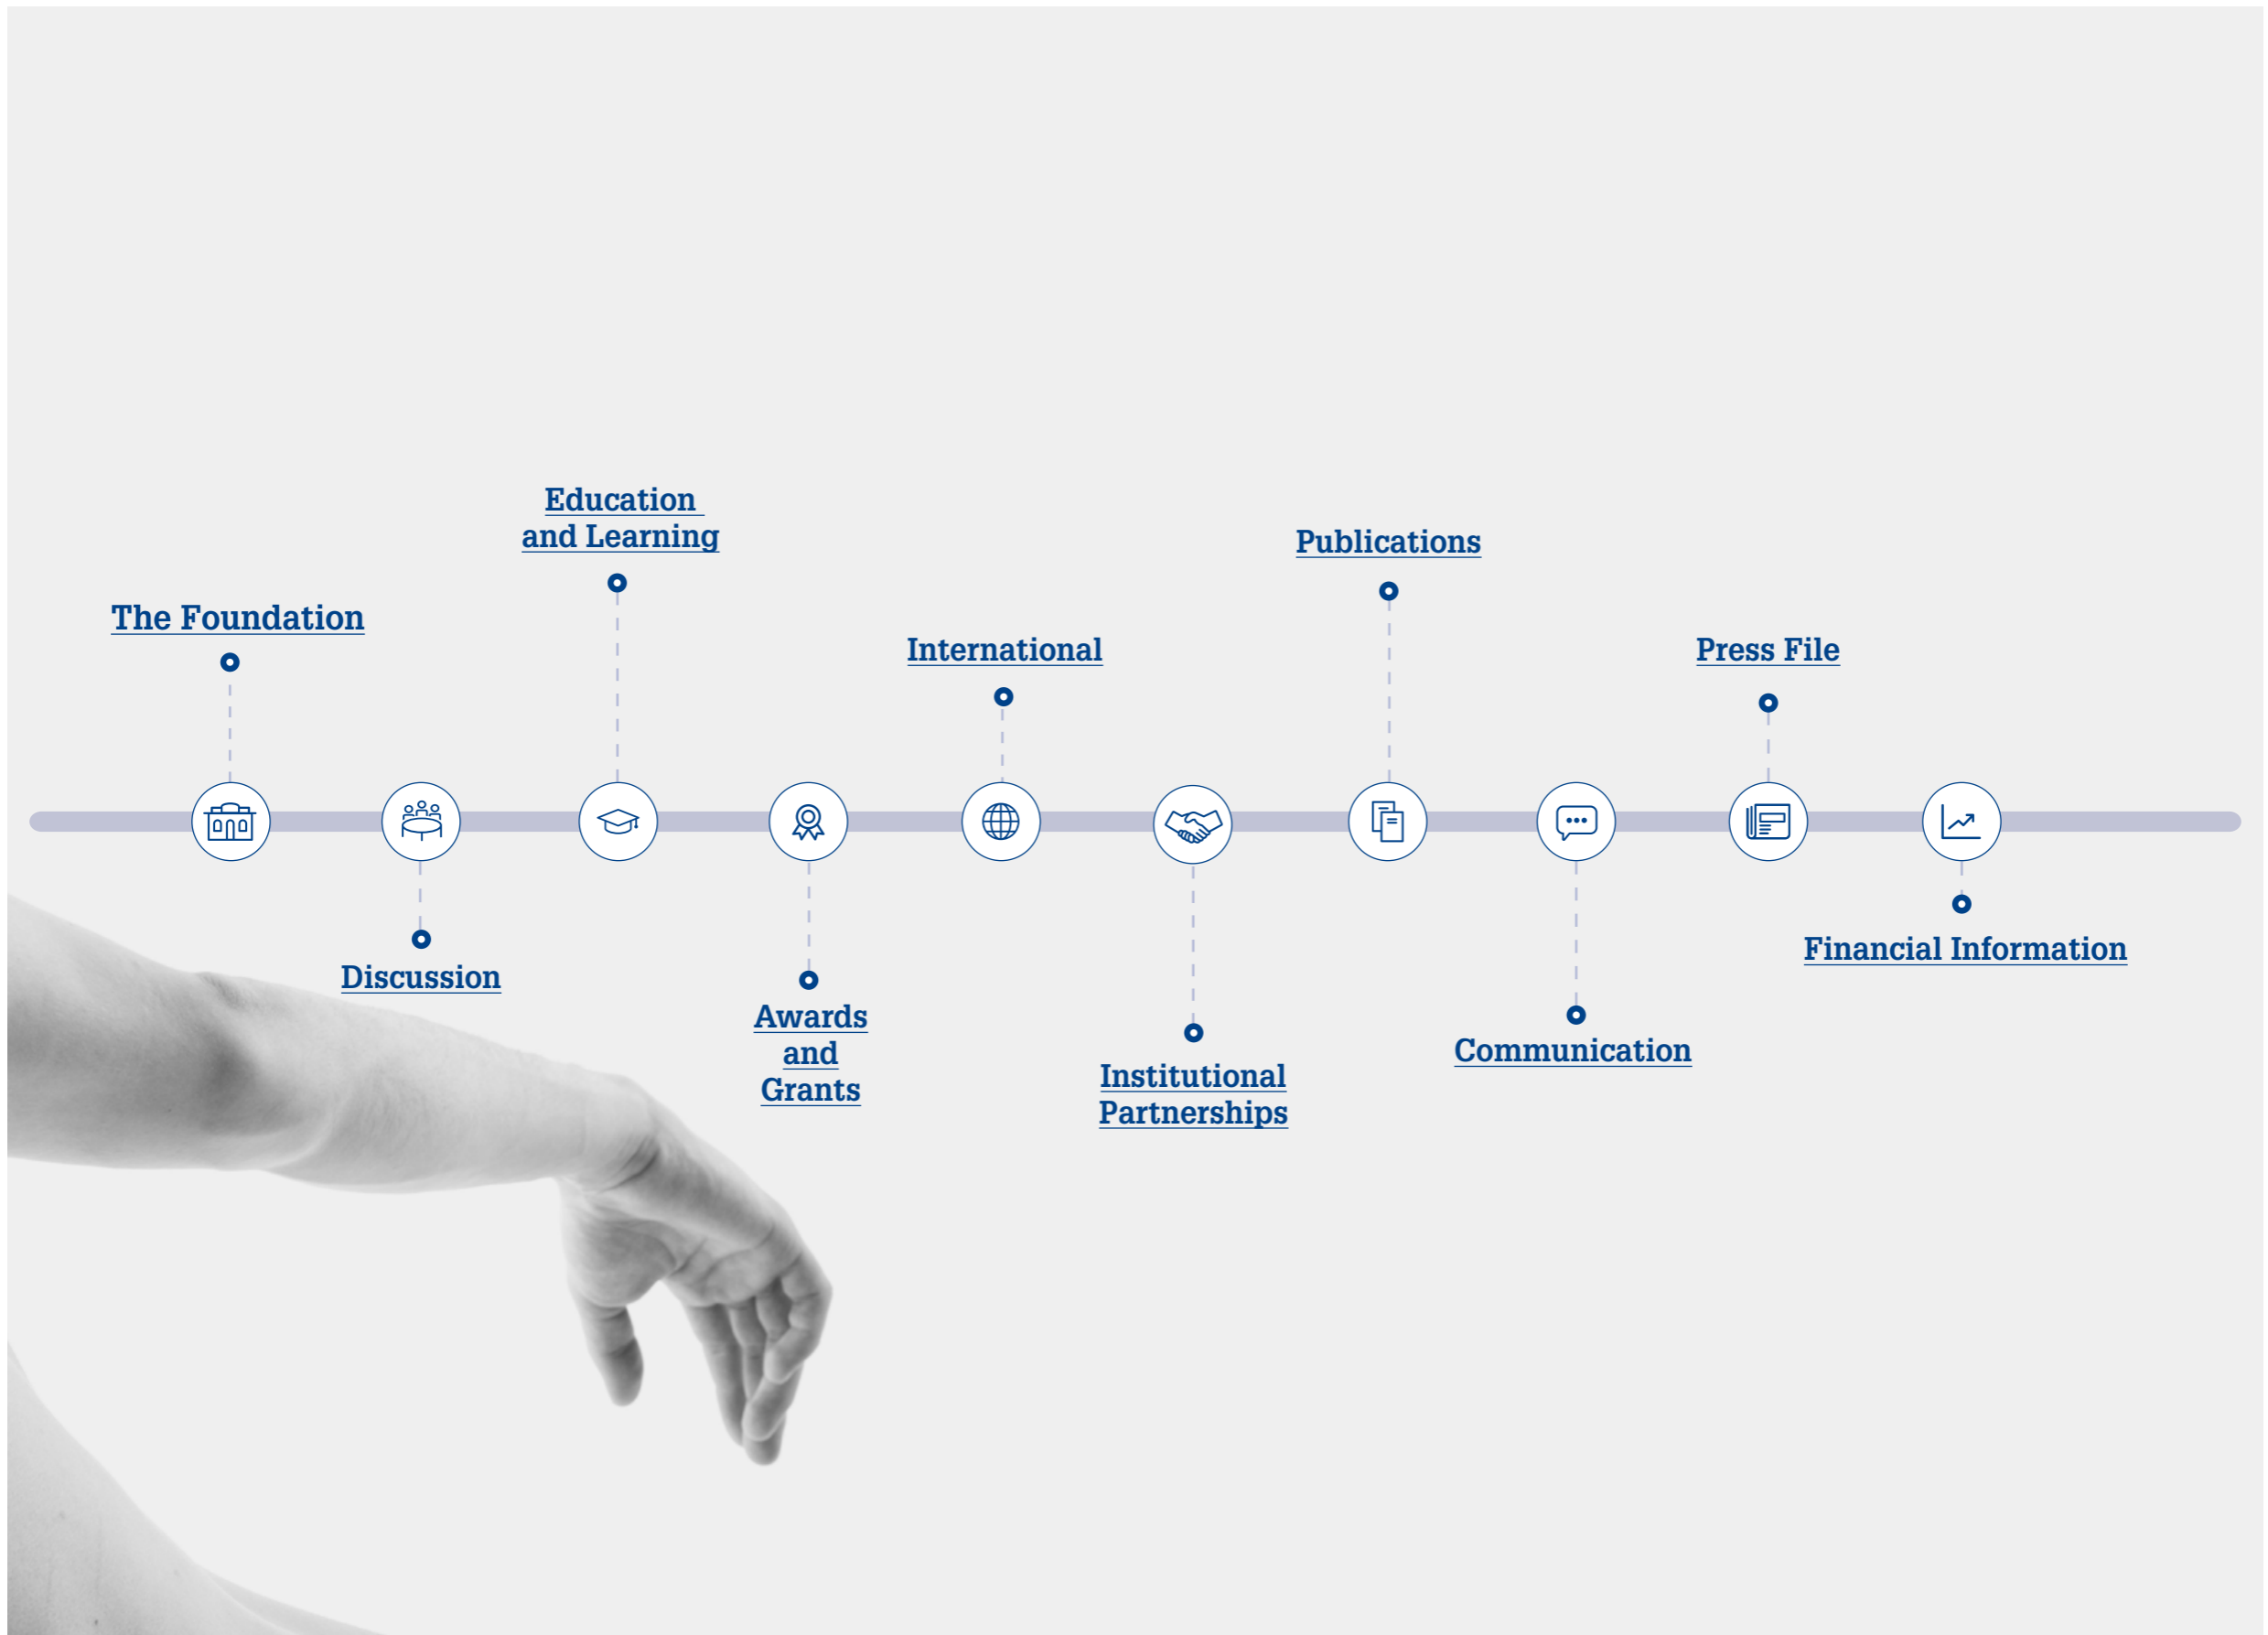 The Foundation
Discussion
Education
and Learning
Awards
and
Grants
International
Institutional
Partnerships
Publications
Communication
Press File
Financial Information